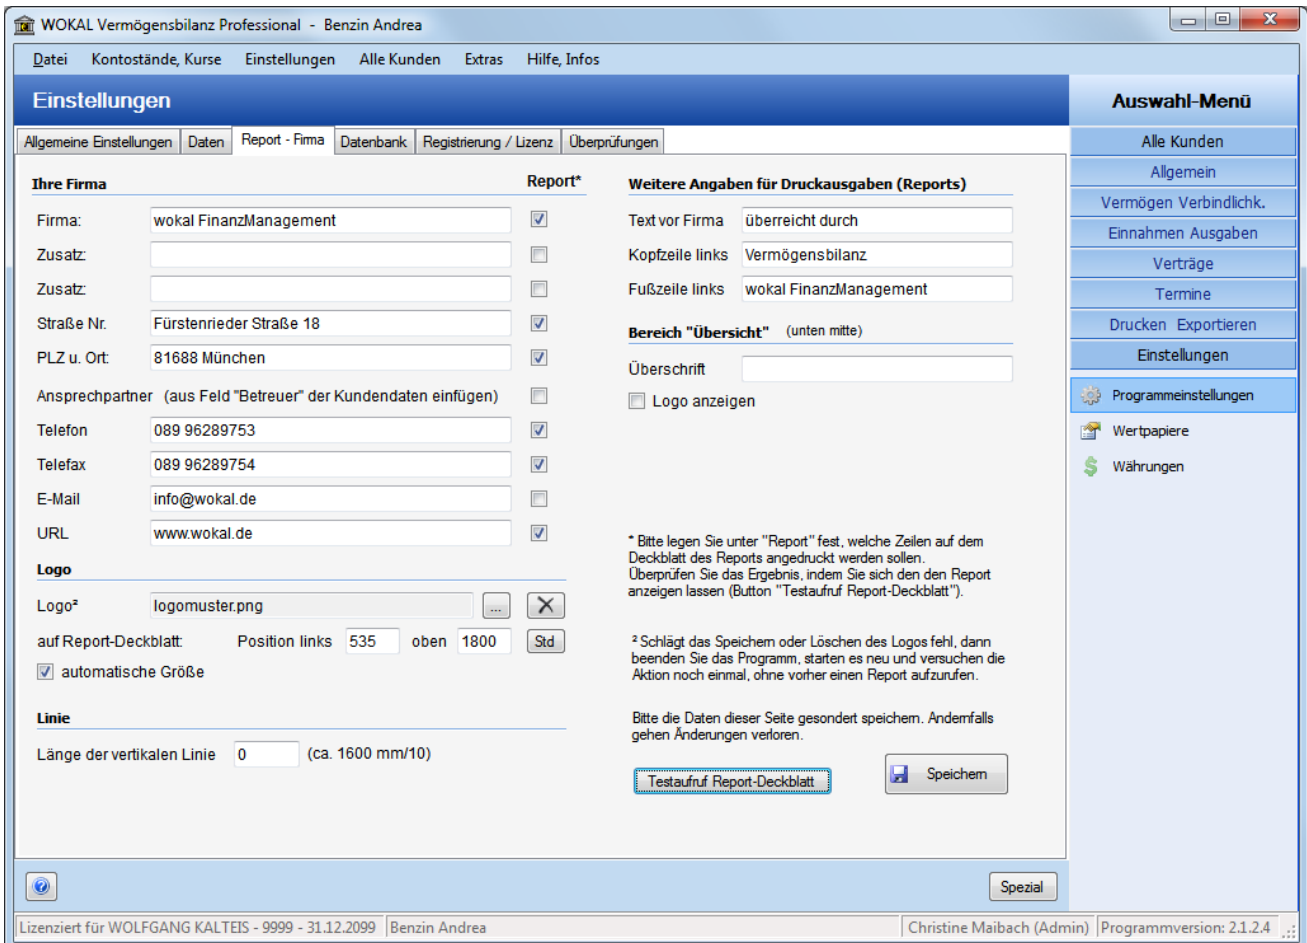 WOKAL Vermögensbilanz Professional - Benzin Andrea
Datei Kontostände, Kurse Einstellungen Alle Kunden Extras Hilfe, Infos
Einstellungen
Allgemeine Einstellungen Daten Report - Firma Datenbank Registrierung / Lizenz Überprüfungen
Ihre Firma Report*
Firma: wokal FinanzManagement
Zusatz:
Zusatz:
Straße Nr. Fürstenrieder Straße 18
PLZ u. Ort: 81688 München
Ansprechpartner (aus Feld "Betreuer" der Kundendaten einfügen)
Telefon 089 96289753
Telefax 089 96289754
E-Mail info@wokal.de
URL www.wokal.de
Logo
Logo² logomuster.png ...
auf Report-Deckblatt: Position links 535 oben 1800 Std
automatische Größe
Linie
Länge der vertikalen Linie 0 (ca. 1600 mm/10)
Weitere Angaben für Druckausgaben (Reports)
Text vor Firma überreicht durch
Kopfzeile links Vermögensbilanz
Fußzeile links wokal FinanzManagement
Bereich "Übersicht" (unten mitte)
Überschrift
Logo anzeigen
* Bitte legen Sie unter "Report" fest, welche Zeilen auf dem
Deckblatt des Reports angedruckt werden sollen.
Überprüfen Sie das Ergebnis, indem Sie sich den den Report
anzeigen lassen (Button "Testaufruf Report-Deckblatt").
² Schlägt das Speichern oder Löschen des Logos fehl, dann
beenden Sie das Programm, starten es neu und versuchen die
Aktion noch einmal, ohne vorher einen Report aufzurufen.
Bitte die Daten dieser Seite gesondert speichern. Andernfalls
gehen Änderungen verloren.
Testaufruf Report-Deckblatt Speichern
Auswahl-Menü
Alle Kunden
Allgemein
Vermögen Verbindlichk.
Einnahmen Ausgaben
Verträge
Termine
Drucken Exportieren
Einstellungen
Programmeinstellungen
Wertpapiere
Währungen
Spezial
Lizenziert für WOLFGANG KALTEIS - 9999 - 31.12.2099 Benzin Andrea Christine Maibach (Admin) Programmversion: 2.1.2.4